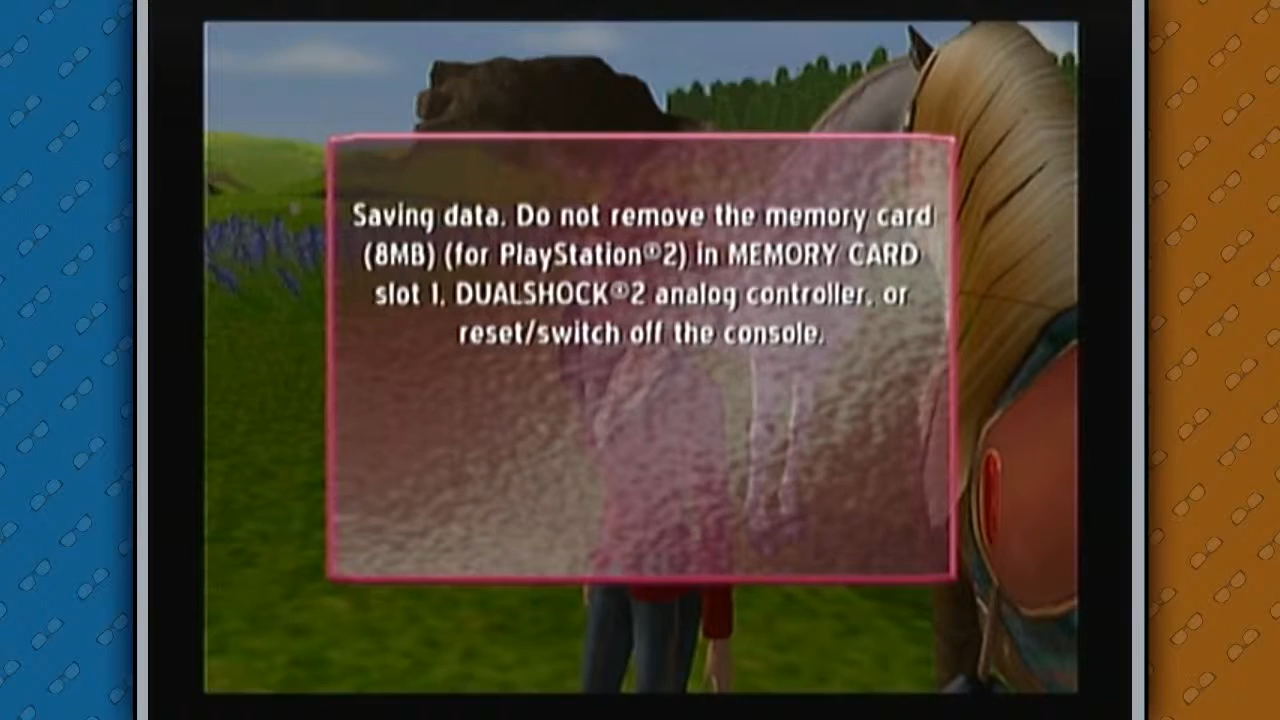 Saving data. Do not remove the memory card
(8MB) (for PlayStation®2) in MEMORY CARD
slot 1, DUALSHOCK®2 analog controller, or
reset/switch off the console.